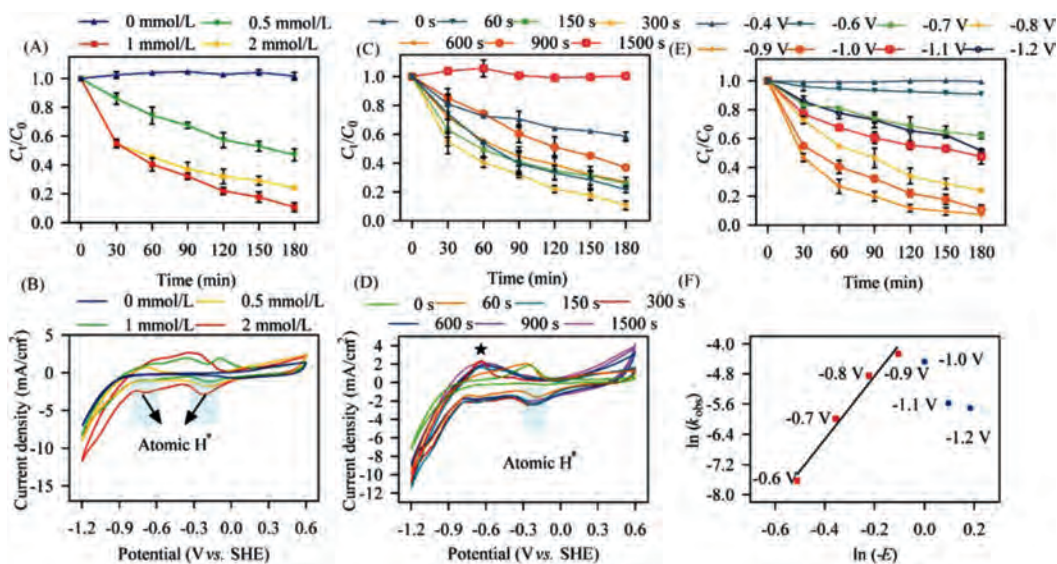 (A)
0 mmol/L 0.5 mmol/L
1 mmol/L 2 mmol/L
Cₜ/C₀
1.0
0.8
0.6
0.4
0.2
0.0
0 30 60 90 120 150 180
Time (min)
(C)
0 s 60 s 150 s 300 s
600 s 900 s 1500 s
Cₜ/C₀
1.0
0.8
0.6
0.4
0.2
0.0
0 30 60 90 120 150 180
Time (min)
(E)
-0.4 V -0.6 V -0.7 V -0.8 V
-0.9 V -1.0 V -1.1 V -1.2 V
Cₜ/C₀
1.0
0.8
0.6
0.4
0.2
0.0
0 30 60 90 120 150 180
Time (min)
(B)
0 mmol/L 0.5 mmol/L
1 mmol/L 2 mmol/L
Current density (mA/cm²)
5
0
-5
-10
-15
Atomic H*
-1.2 -0.9 -0.6 -0.3 0.0 0.3 0.6
Potential (V vs. SHE)
(D)
0 s 60 s 150 s 300 s
600 s 900 s 1500 s
Current density (mA/cm²)
6
4
2
0
-2
-4
-6
-8
-10
-12
Atomic H*
-1.2 -0.9 -0.6 -0.3 0.0 0.3 0.6
Potential (V vs. SHE)
(F)
ln (kobs)
-4.0
-4.8
-5.6
-6.4
-7.2
-8.0
-0.6 V
-0.7 V
-0.8 V
-0.9 V
-1.0 V
-1.1 V
-1.2 V
-0.6 -0.4 -0.2 0.0 0.2
ln (-E)